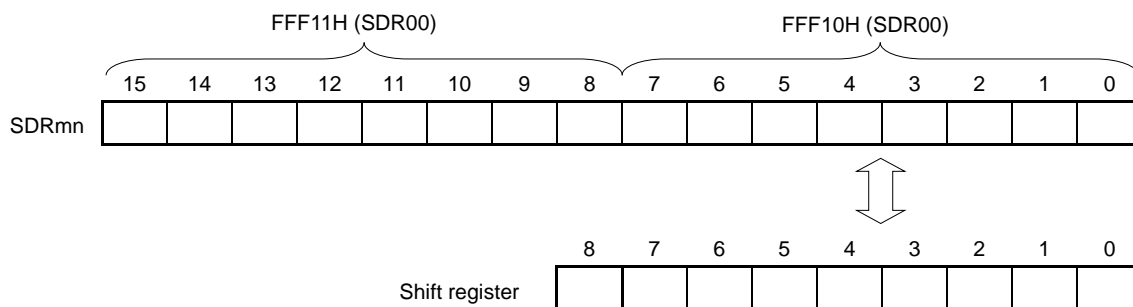 FFF11H (SDR00) FFF10H (SDR00)
15 14 13 12 11 10 9 8 7 6 5 4 3 2 1 0
SDRmn
8 7 6 5 4 3 2 1 0
Shift register